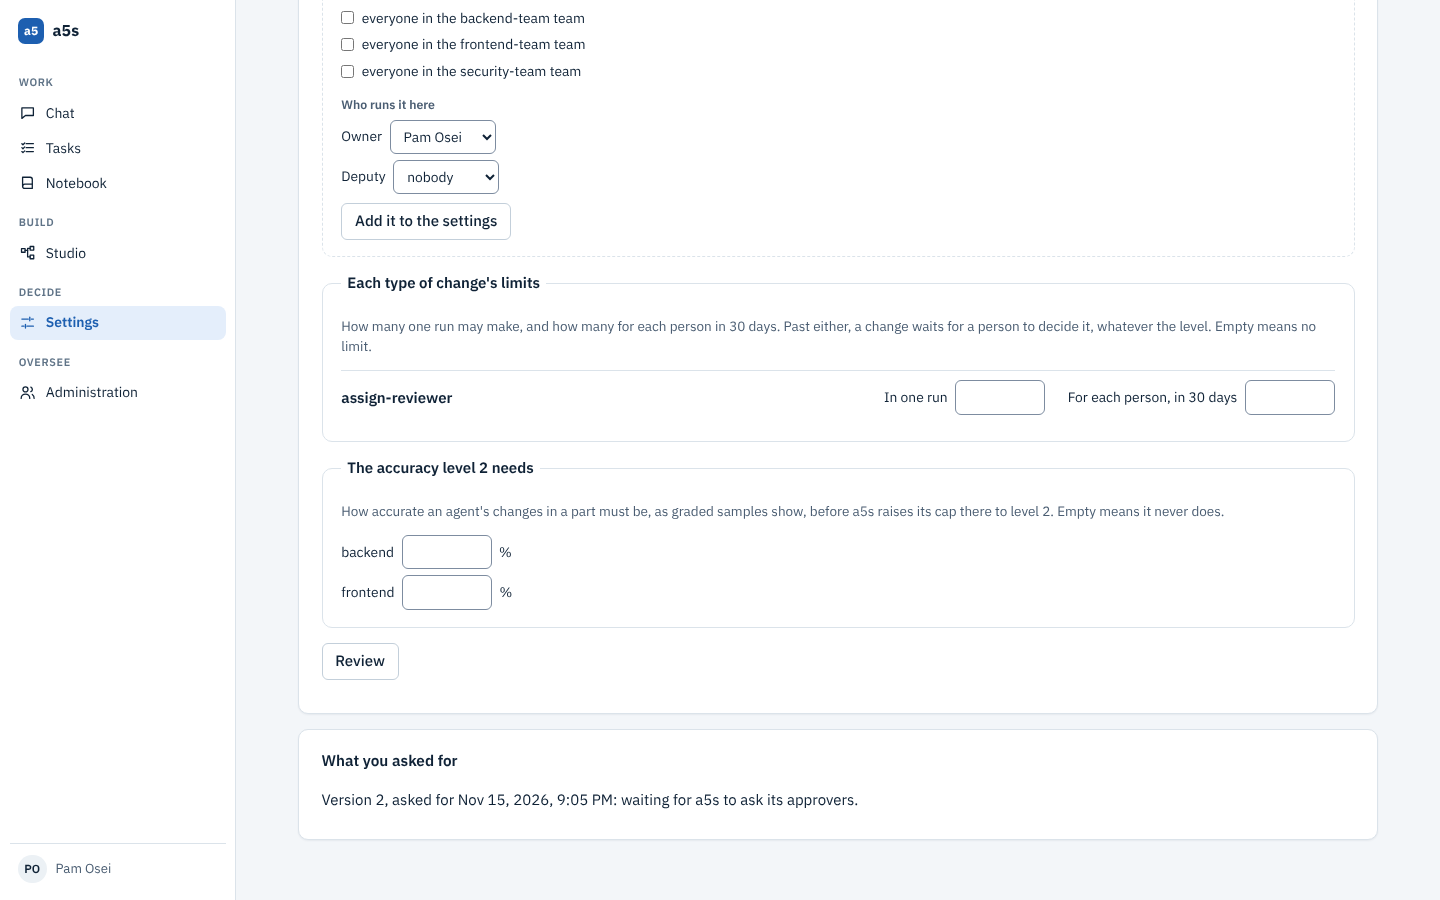 a5 a5s
WORK
Chat
Tasks
Notebook
BUILD
Studio
DECIDE
Settings
OVERSEE
Administration
PO Pam Osei
everyone in the backend-team team
everyone in the frontend-team team
everyone in the security-team team
Who runs it here
Owner Pam Osei
Deputy nobody
Add it to the settings
Each type of change's limits
How many one run may make, and how many for each person in 30 days. Past either, a change waits for a person to decide it, whatever the level. Empty means no
limit.
assign-reviewer In one run For each person, in 30 days
The accuracy level 2 needs
How accurate an agent's changes in a part must be, as graded samples show, before a5s raises its cap there to level 2. Empty means it never does.
backend %
frontend %
Review
What you asked for
Version 2, asked for Nov 15, 2026, 9:05 PM: waiting for a5s to ask its approvers.